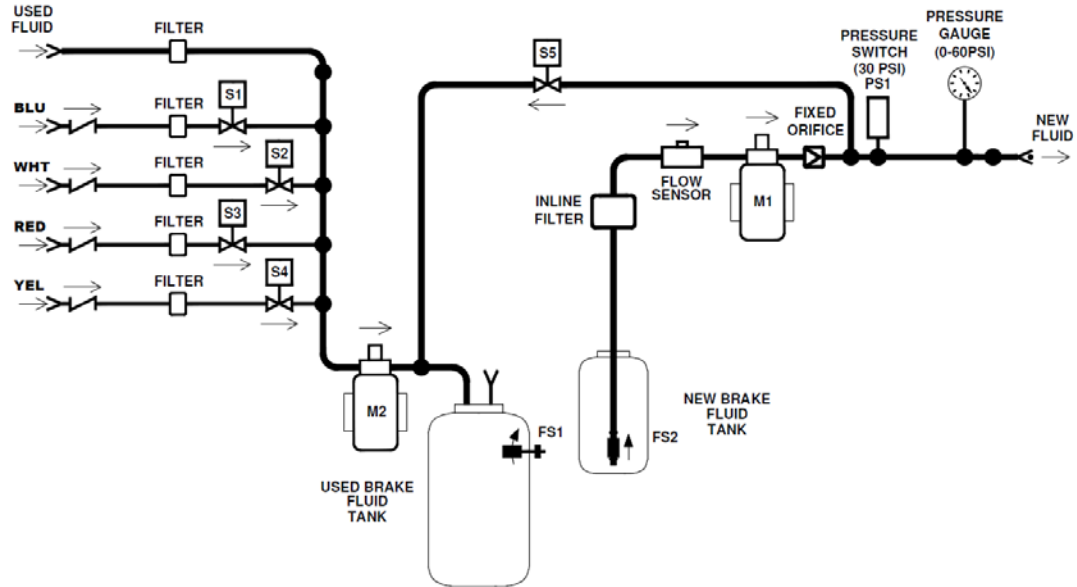 USED
FLUID
FILTER
BLU
FILTER
S1
WHT
FILTER
S2
RED
FILTER
S3
YEL
FILTER
S4
M2
S5
USED BRAKE
FLUID
TANK
FS1
INLINE
FILTER
FLOW
SENSOR
M1
FIXED
ORIFICE
PRESSURE
SWITCH
(30 PSI)
PS1
PRESSURE
GAUGE
(0-60PSI)
NEW
FLUID
NEW BRAKE
FLUID
TANK
FS2